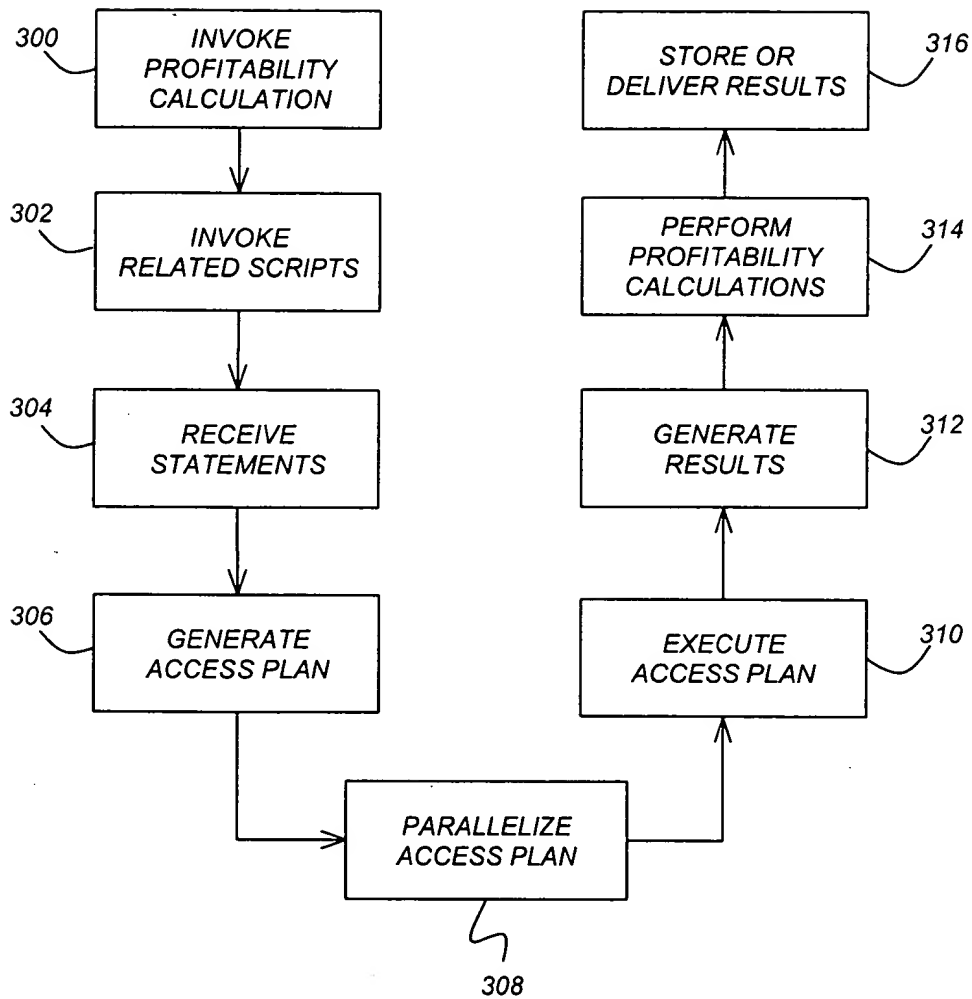 300
INVOKE
PROFITABILITY
CALCULATION
302
INVOKE
RELATED SCRIPTS
304
RECEIVE
STATEMENTS
306
GENERATE
ACCESS PLAN
PARALLELIZE
ACCESS PLAN
308
EXECUTE
ACCESS PLAN
310
GENERATE
RESULTS
312
PERFORM
PROFITABILITY
CALCULATIONS
314
STORE OR
DELIVER RESULTS
316